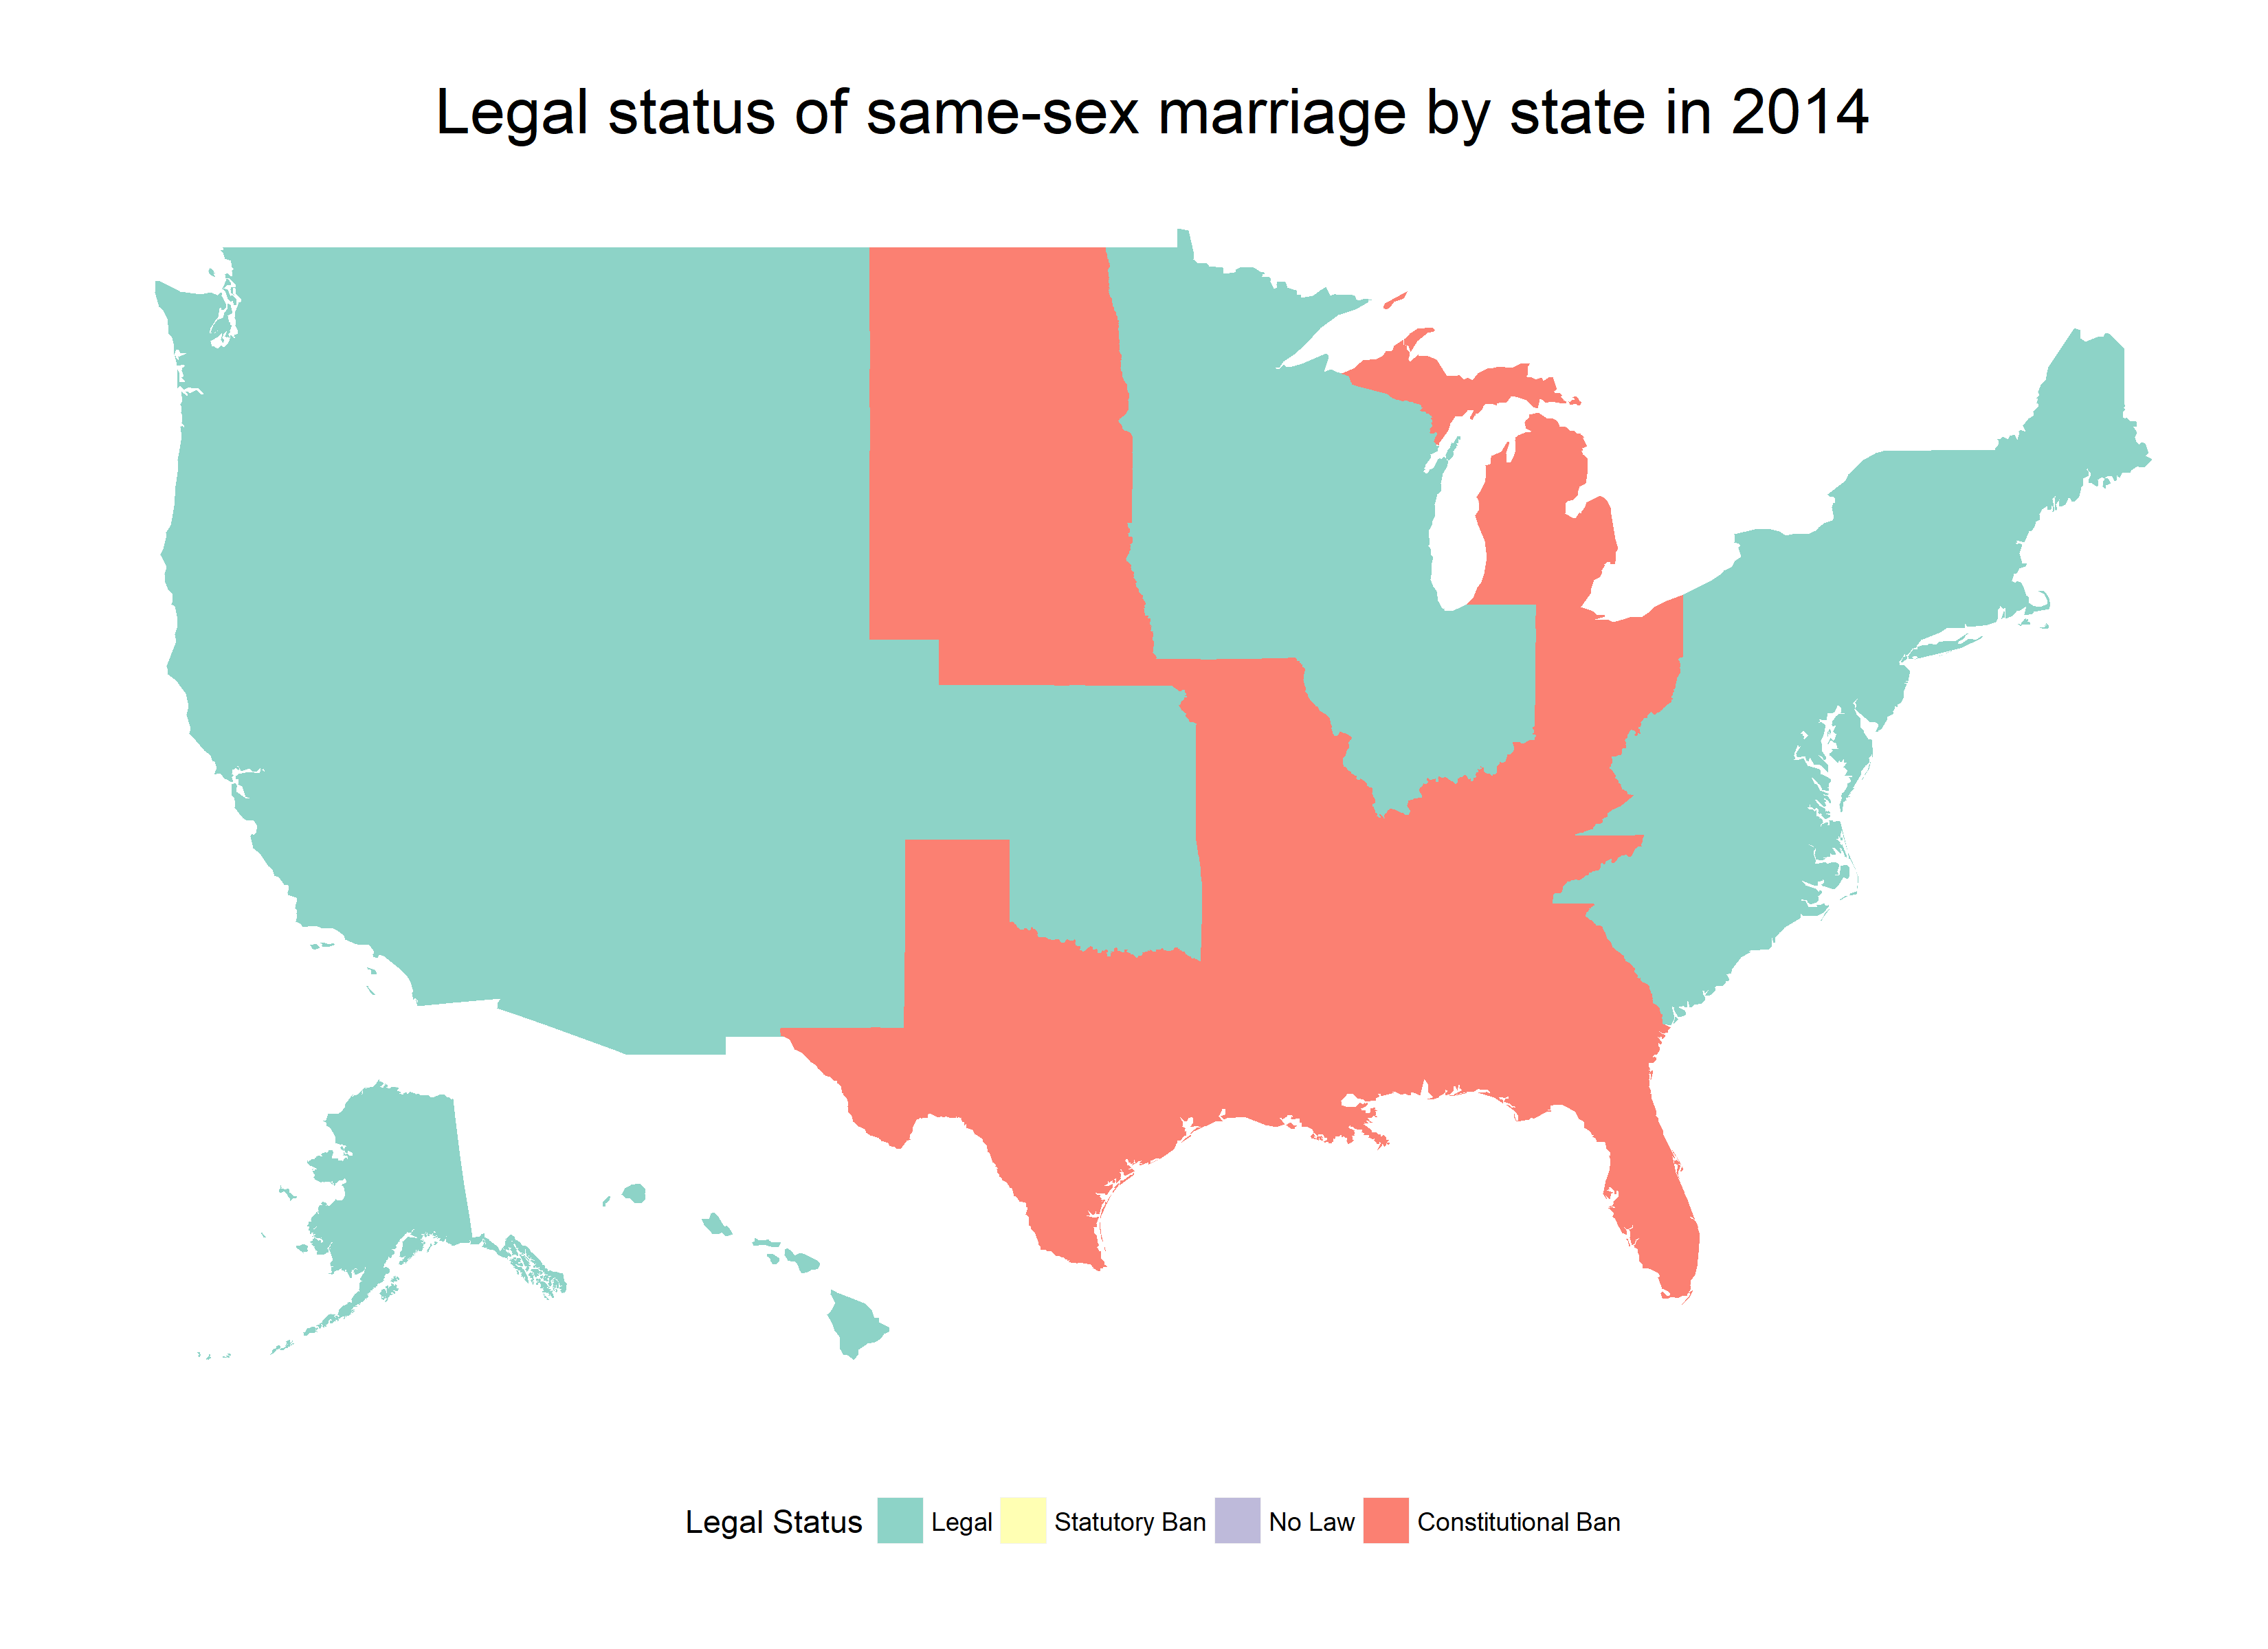 Legal status of same-sex marriage by state in 2014
Legal Status Legal Statutory Ban No Law Constitutional Ban